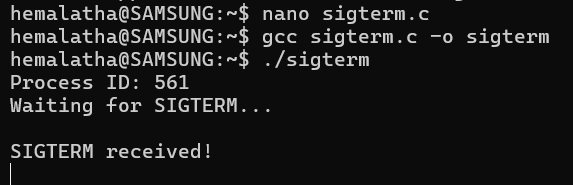 hemalatha@SAMSUNG:~$ nano sigterm.c
hemalatha@SAMSUNG:~$ gcc sigterm.c -o sigterm
hemalatha@SAMSUNG:~$ ./sigterm
Process ID: 561
Waiting for SIGTERM...

SIGTERM received!